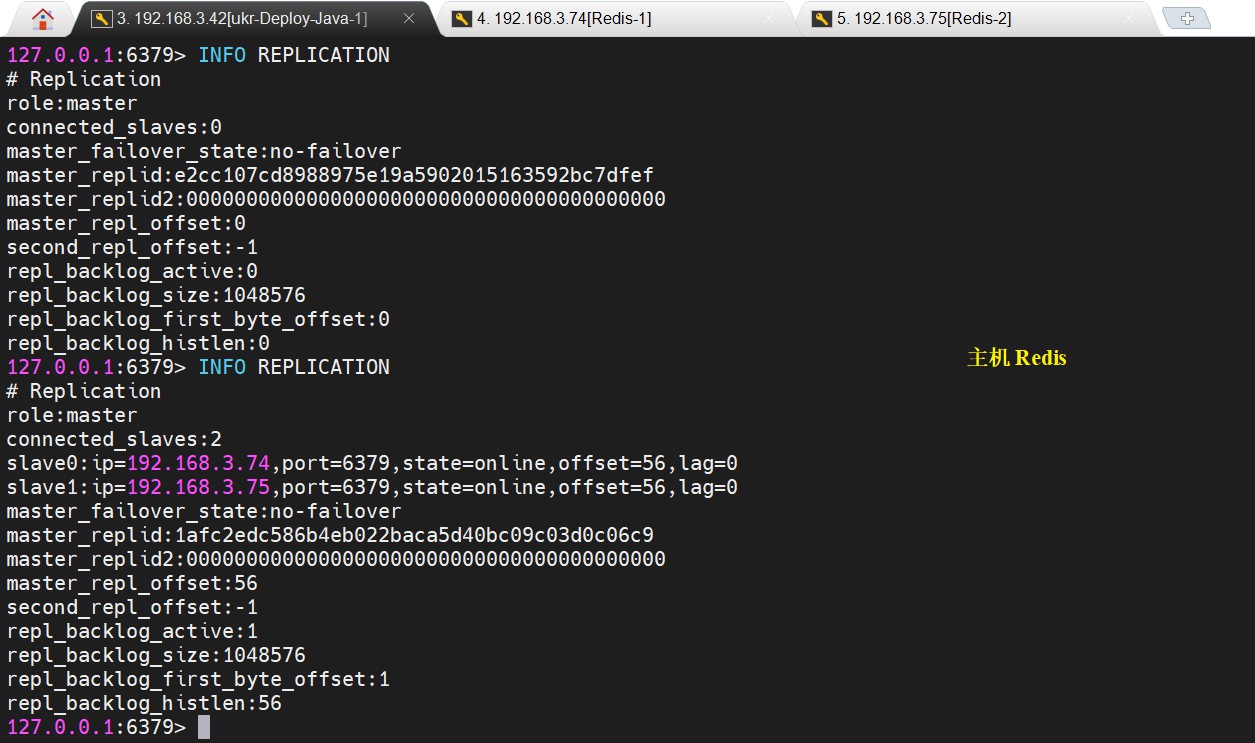 3. 192.168.3.42[ukr-Deploy-Java-1]
4. 192.168.3.74[Redis-1]
5. 192.168.3.75[Redis-2]
127.0.0.1:6379> INFO REPLICATION
# Replication
role:master
connected_slaves:0
master_failover_state:no-failover
master_replid:e2cc107cd8988975e19a5902015163592bc7dfef
master_replid2:0000000000000000000000000000000000000000
master_repl_offset:0
second_repl_offset:-1
repl_backlog_active:0
repl_backlog_size:1048576
repl_backlog_first_byte_offset:0
repl_backlog_histlen:0
主机 Redis
127.0.0.1:6379> INFO REPLICATION
# Replication
role:master
connected_slaves:2
slave0:ip=192.168.3.74,port=6379,state=online,offset=56,lag=0
slave1:ip=192.168.3.75,port=6379,state=online,offset=56,lag=0
master_failover_state:no-failover
master_replid:1afc2edc586b4eb022baca5d40bc09c03d0c06c9
master_replid2:0000000000000000000000000000000000000000
master_repl_offset:56
second_repl_offset:-1
repl_backlog_active:1
repl_backlog_size:1048576
repl_backlog_first_byte_offset:1
repl_backlog_histlen:56
127.0.0.1:6379>